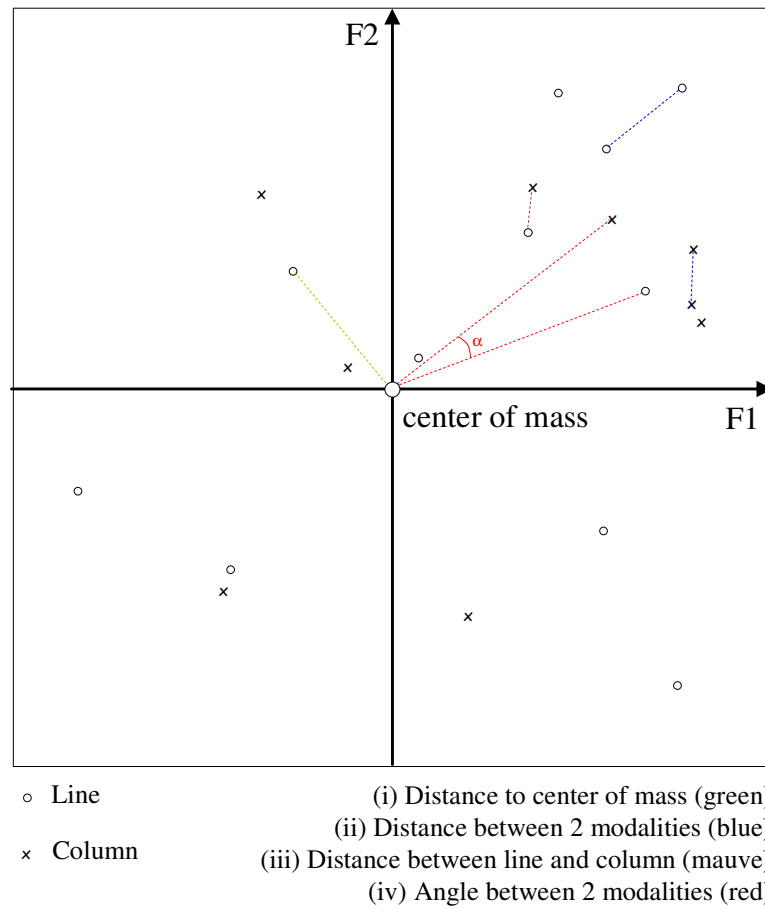 F2
α
center of mass
F1
Line
(i) Distance to center of mass (green)
(ii) Distance between 2 modalities (blue)
Column
(iii) Distance between line and column (mauve)
(iv) Angle between 2 modalities (red)